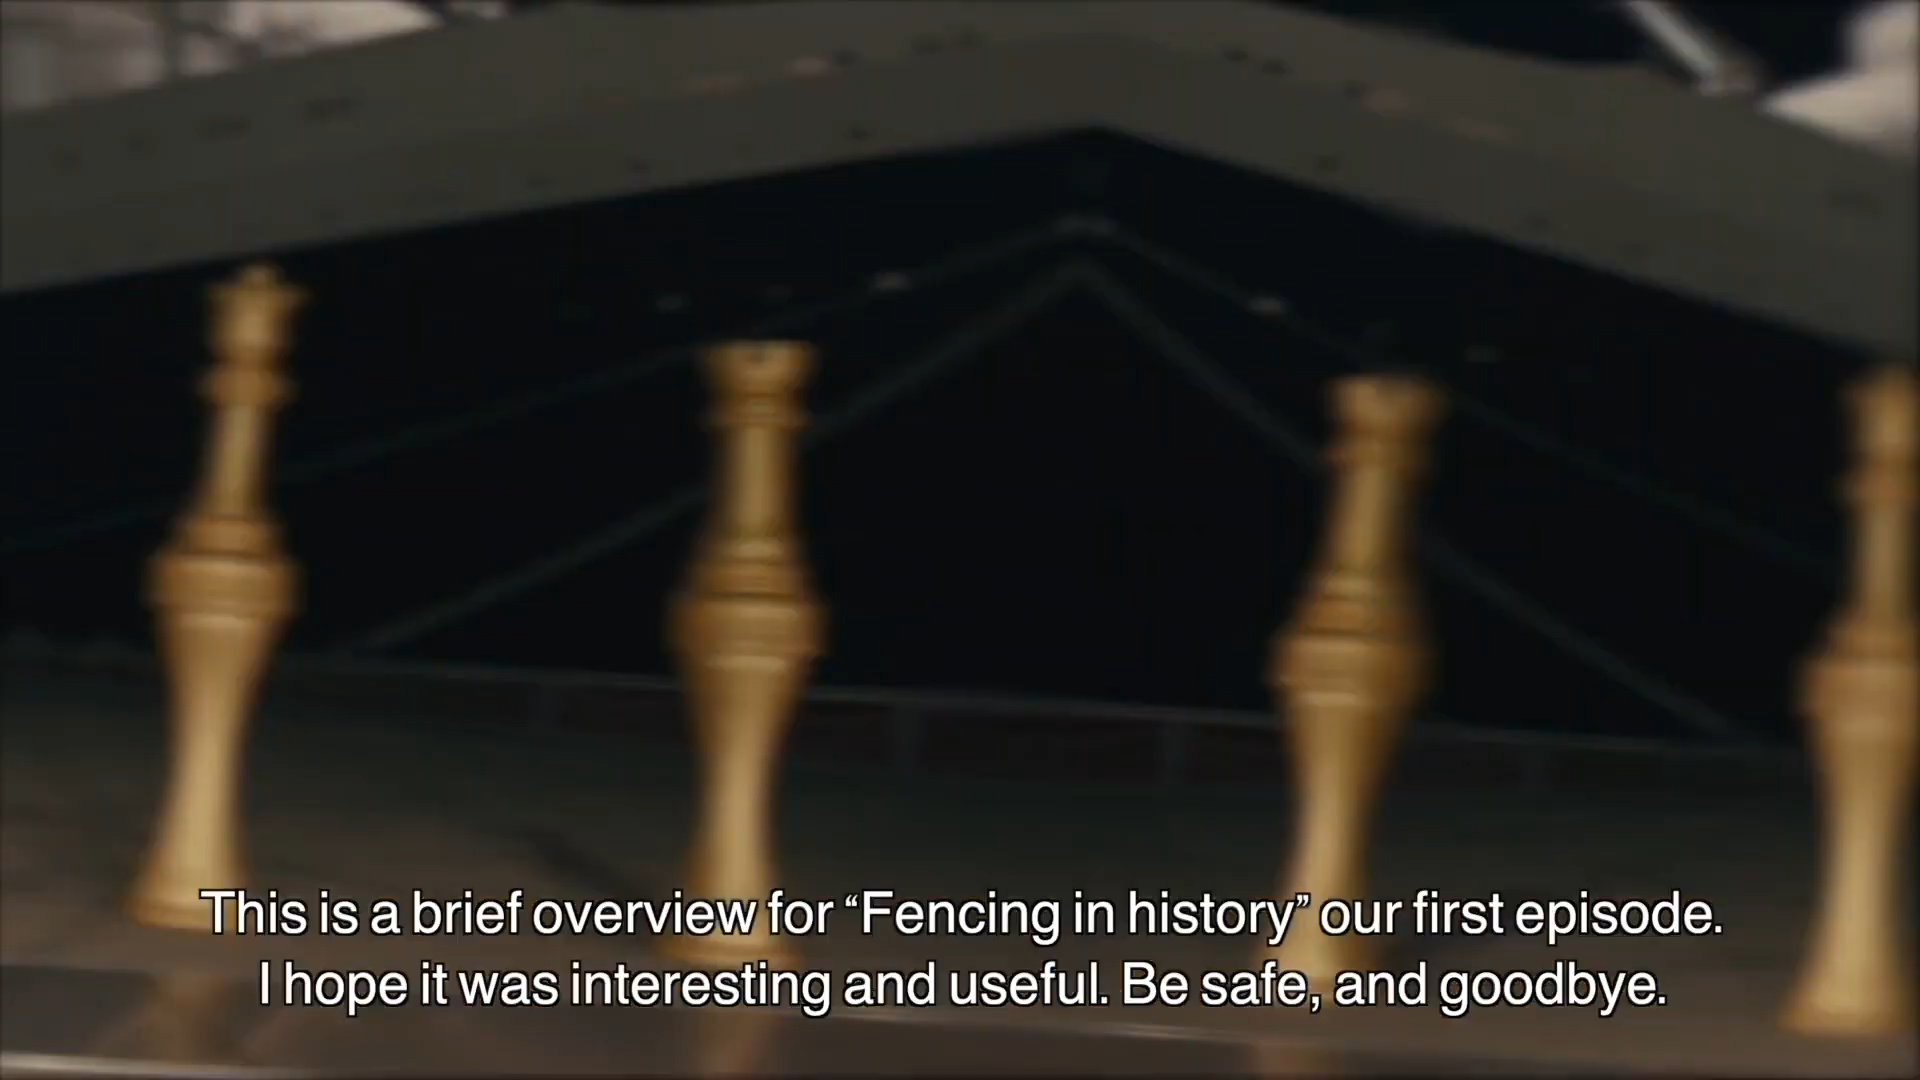 This is a brief overview for “Fencing in history” our first episode.
I hope it was interesting and useful. Be safe, and goodbye.